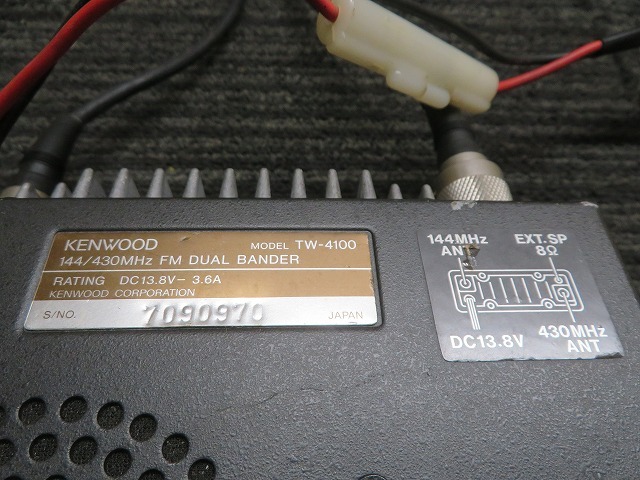 KENWOOD MODEL TW-4100
144/430MHz FM DUAL BANDER
RATING DC13.8V⎓ 3.6A
KENWOOD CORPORATION
S/NO. 7090970 JAPAN
144MHz
ANT
EXT.SP
8Ω
DC13.8V
430MHz
ANT